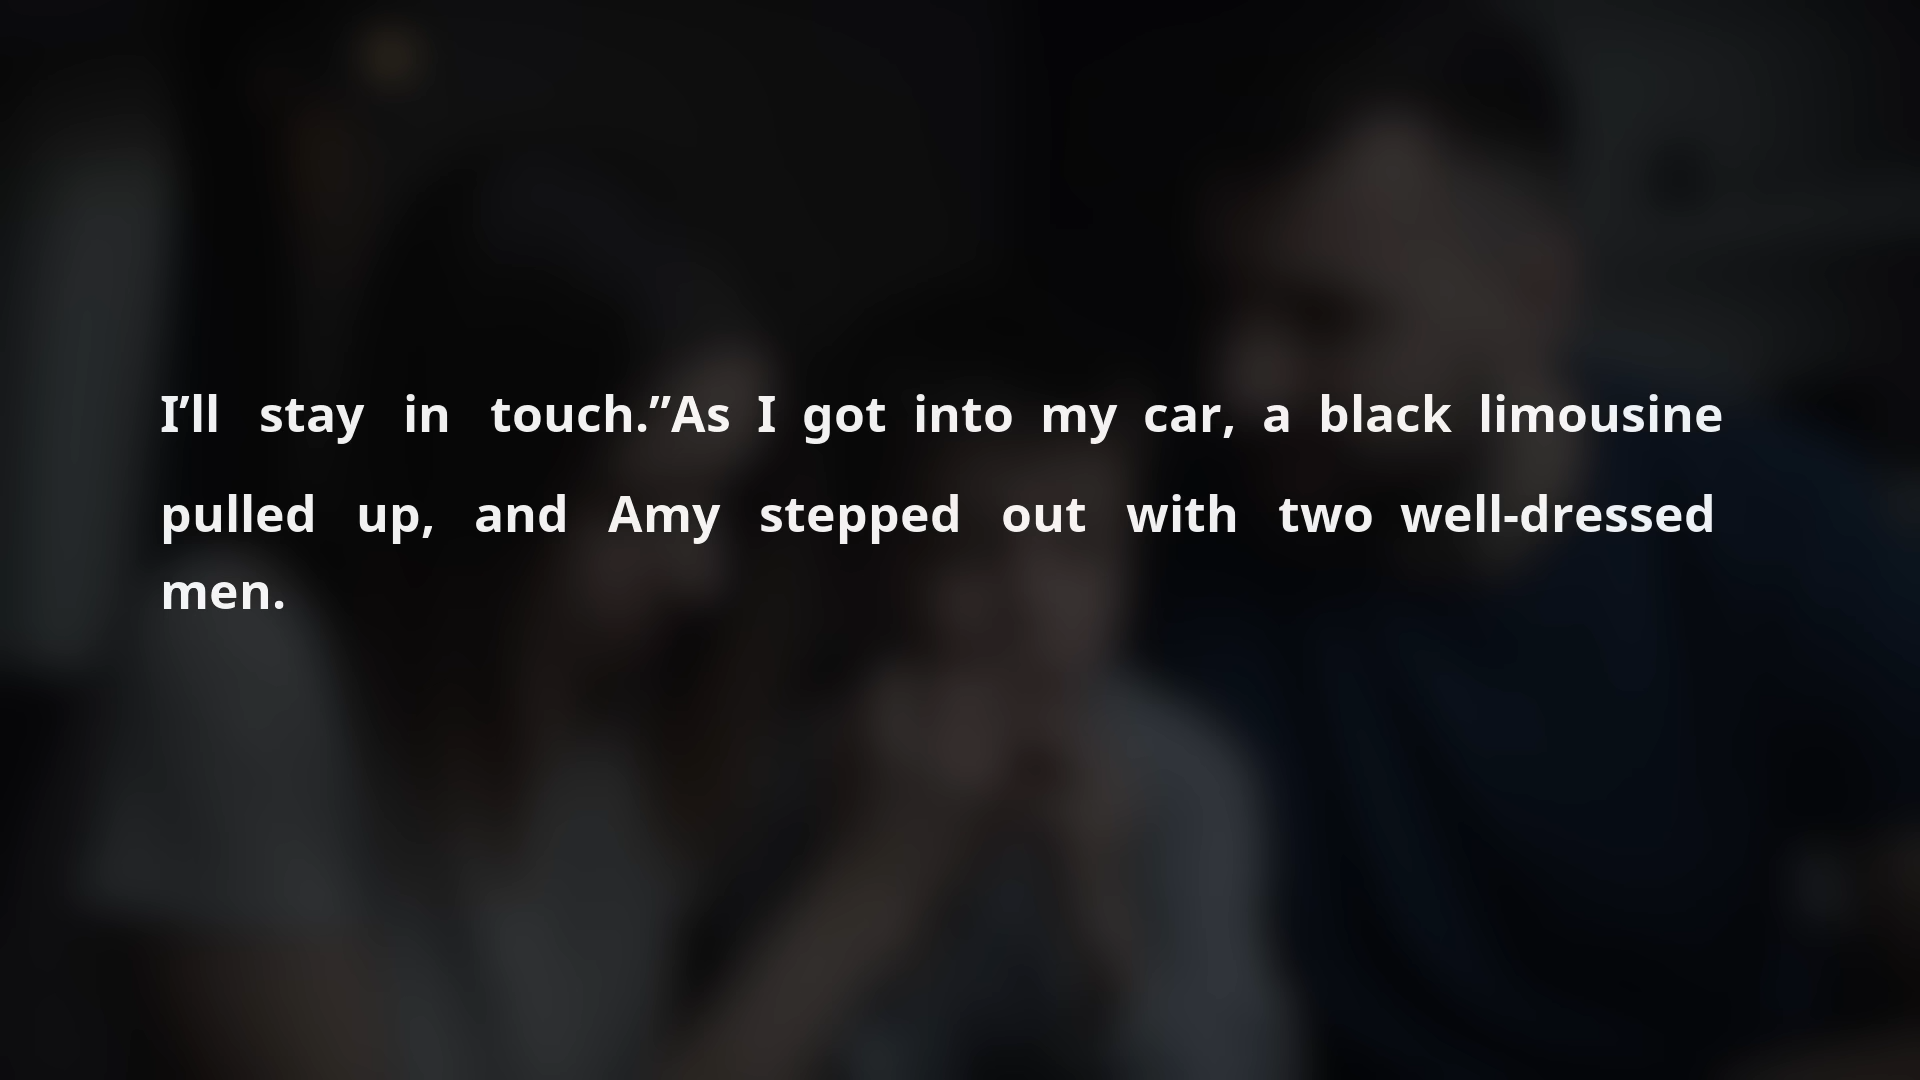 I’ll stay in touch.”As I got into my car, a black limousine
pulled up, and Amy stepped out with two well-dressed
men.